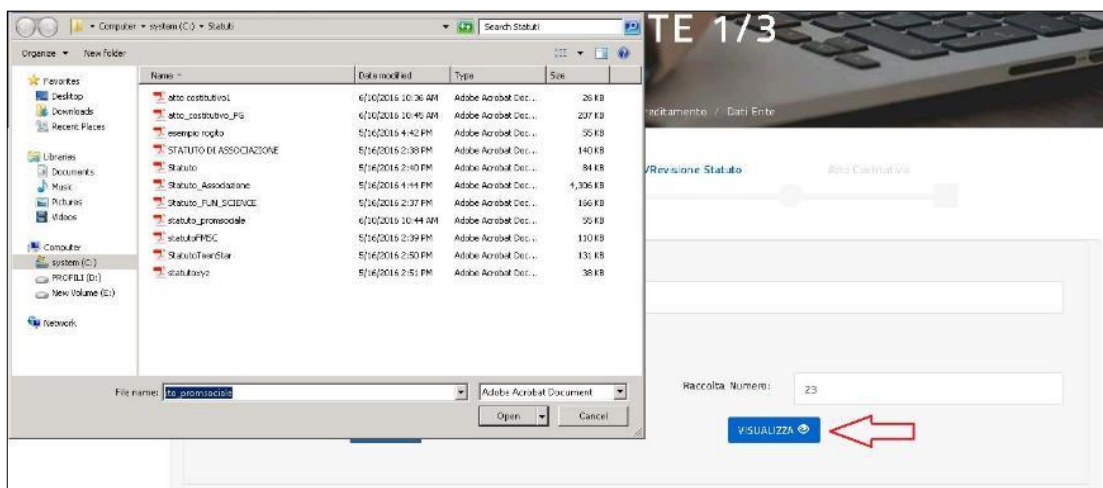 Computer system (C:) Statuti
Search Statuti
TE 1/3
Organize New folder
Name Date modified Type Size
Favorites
Desktop
Downloads
Recent Places
Libraries
Documents
Music
Pictures
Videos
Computer
system (C:)
PROFILI (D:)
New Volume (E:)
Network
atto costitutivo1 6/10/2016 10:36 AM Adobe Acrobat Doc... 26 KB
atto_costitutivo_PG 6/10/2016 10:45 AM Adobe Acrobat Doc... 207 KB
esempio rogito 5/16/2016 4:42 PM Adobe Acrobat Doc... 55 KB
STATUTO DI ASSOCIAZIONE 5/16/2016 2:38 PM Adobe Acrobat Doc... 140 KB
Statuto 5/16/2016 2:40 PM Adobe Acrobat Doc... 84 KB
Statuto_Associazione 5/16/2016 4:44 PM Adobe Acrobat Doc... 4,306 KB
Statuto_FUN_SCIENCE 5/16/2016 2:37 PM Adobe Acrobat Doc... 166 KB
statuto_promsociale 6/10/2016 10:44 AM Adobe Acrobat Doc... 55 KB
statutoFMSC 5/16/2016 2:39 PM Adobe Acrobat Doc... 110 KB
StatutoTeenStar 5/16/2016 2:50 PM Adobe Acrobat Doc... 131 KB
statutoxyz 5/16/2016 2:51 PM Adobe Acrobat Doc... 38 KB
reditamento / Dati Ente
/Revisione Statuto Atto Costitutivo
File name: ito_promsociale Adobe Acrobat Document
Open Cancel
Raccolta Numero: 23
VISUALIZZA